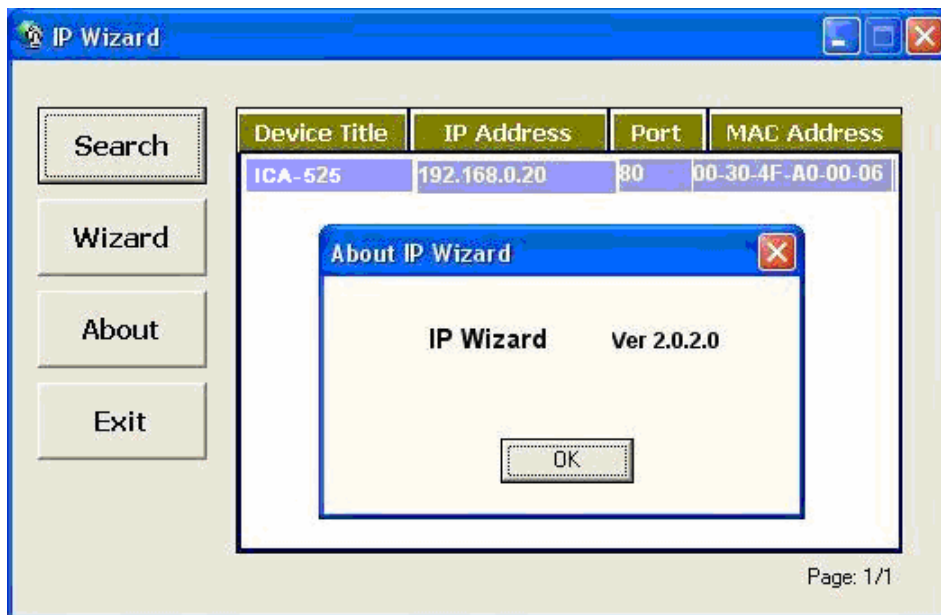 IP Wizard
Search
Wizard
About
Exit
Device Title IP Address Port MAC Address
ICA-525 192.168.0.20 80 00-30-4F-A0-00-06
About IP Wizard
IP Wizard Ver 2.0.2.0
OK
Page: 1/1